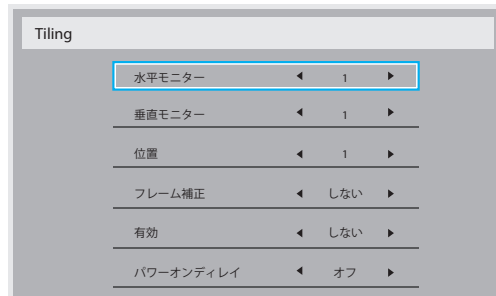 Tiling
水平モニター 1
垂直モニター 1
位置 1
フレーム補正 しない
有効 しない
パワーオンディレイ オフ